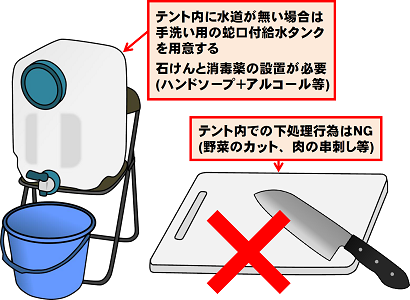 テント内に水道が無い場合は
手洗い用の蛇口付給水タンク
を用意する
石けんと消毒薬の設置が必要
(ハンドソープ+アルコール等)
テント内での下処理行為はNG
(野菜のカット、肉の串刺し等)